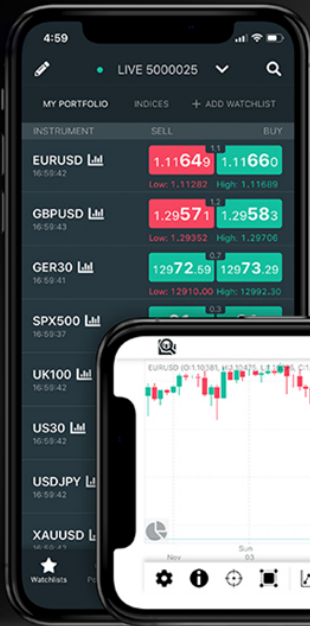 4:59
LIVE 5000025
MY PORTFOLIO INDICES + ADD WATCHLIST
INSTRUMENT SELL BUY
EURUSD 1.11649 1.1 1.11660
16:59:42 Low: 1.11282 High: 1.11689
GBPUSD 1.29571 1.2 1.29583
16:59:43 Low: 1.29352 High: 1.29706
GER30 12972.59 0.7 12973.29
16:59:41 Low: 12910.00 High: 12992.30
SPX500 0.3
16:59:37
UK100
16:59:42
US30
16:59:42
USDJPY
16:59:42
XAUUSD
16:59:42
Watchlists
EURUSD
Nov Sun 03